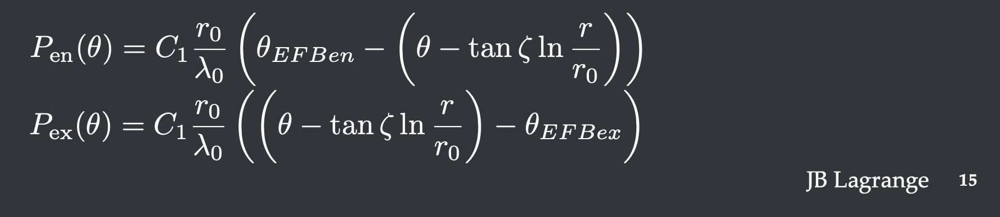 P_en(θ) = C_1 r_0/λ_0 (θ_EFBen − (θ − tan ζ ln r/r_0))
P_ex(θ) = C_1 r_0/λ_0 ((θ − tan ζ ln r/r_0) − θ_EFBex)
JB Lagrange 15